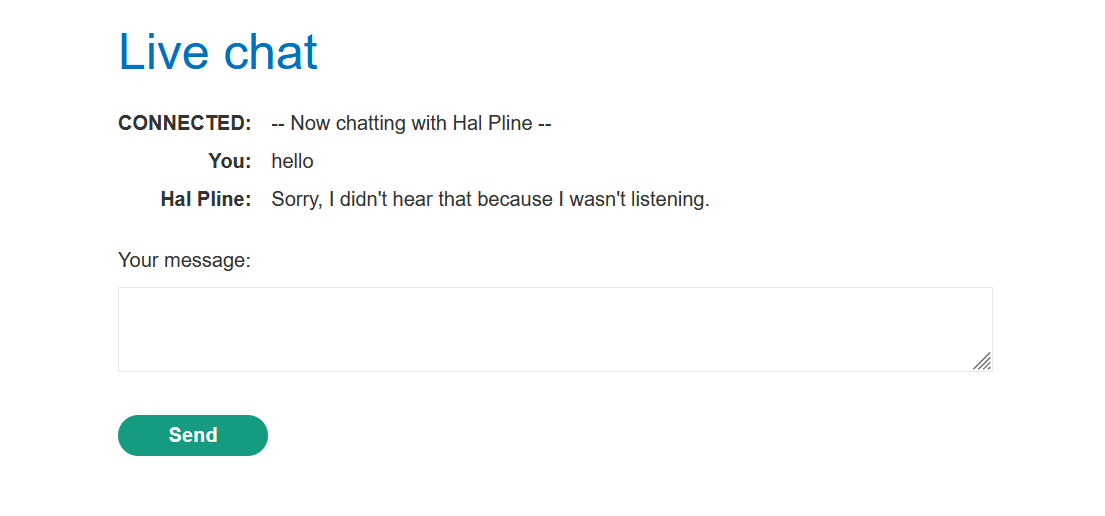 Live chat
CONNECTED: -- Now chatting with Hal Pline --
You: hello
Hal Pline: Sorry, I didn't hear that because I wasn't listening.
Your message:
Send